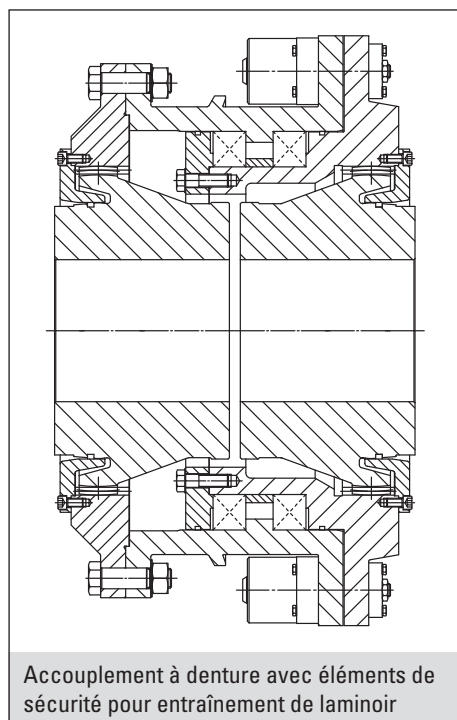 Accouplement à denture avec éléments de
sécurité pour entraînement de laminoir